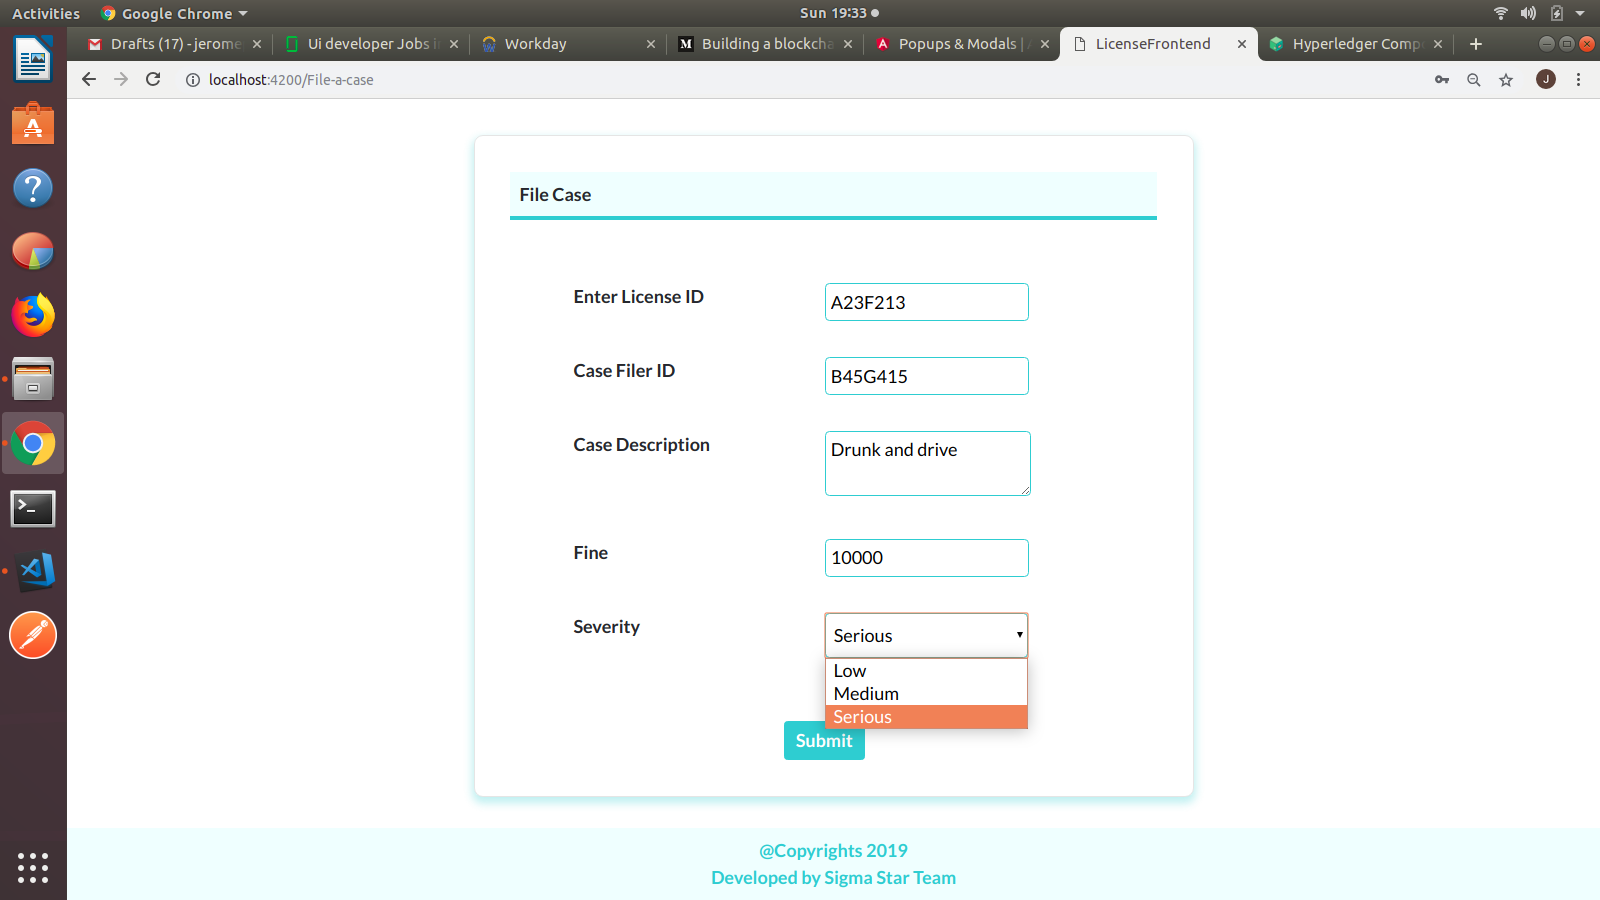 Activities
Google Chrome
Sun 19:33
Drafts (17) - jerome
Ui developer Jobs i
Workday
Building a blockcha
Popups & Modals |
LicenseFrontend
Hyperledger Comp
localhost:4200/File-a-case
J
File Case
Enter License ID
A23F213
Case Filer ID
B45G415
Case Description
Drunk and drive
Fine
10000
Severity
Serious
Low
Medium
Serious
Submit
@Copyrights 2019
Developed by Sigma Star Team